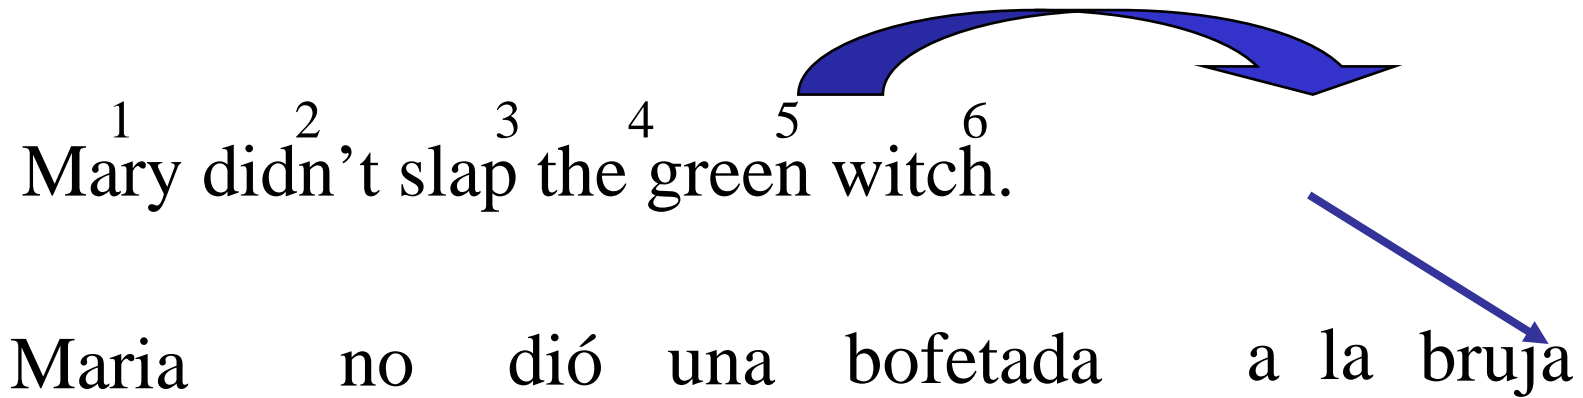 1 2 3 4 5 6
Mary didn’t slap the green witch.
Maria no dió una bofetada a la bruja